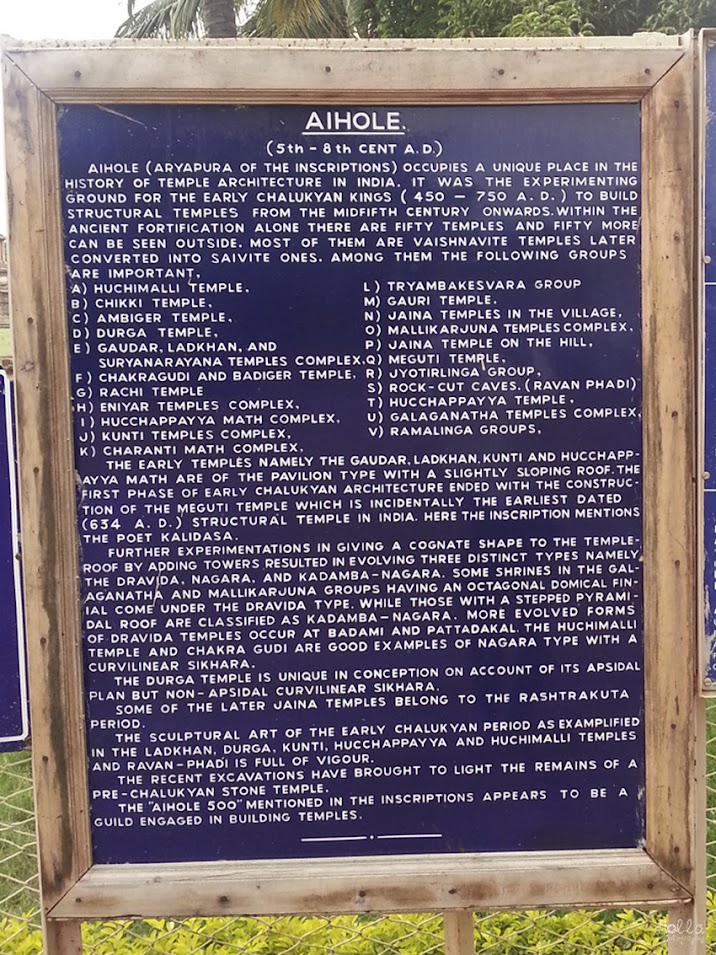 AIHOLE.
(5th - 8th CENT A.D.)
AIHOLE (ARYAPURA OF THE INSCRIPTIONS) OCCUPIES A UNIQUE PLACE IN THE
HISTORY OF TEMPLE ARCHITECTURE IN INDIA. IT WAS THE EXPERIMENTING
GROUND FOR THE EARLY CHALUKYAN KINGS (450 — 750 A.D.) TO BUILD
STRUCTURAL TEMPLES FROM THE MIDFIFTH CENTURY ONWARDS.WITHIN THE
ANCIENT FORTIFICATION ALONE THERE ARE FIFTY TEMPLES AND FIFTY MORE
CAN BE SEEN OUTSIDE. MOST OF THEM ARE VAISHNAVITE TEMPLES LATER
CONVERTED INTO SAIVITE ONES. AMONG THEM THE FOLLOWING GROUPS
ARE IMPORTANT,
A) HUCHIMALLI TEMPLE,
B) CHIKKI TEMPLE,
C) AMBIGER TEMPLE,
D) DURGA TEMPLE,
E) GAUDAR, LADKHAN, AND
SURYANARAYANA TEMPLES COMPLEX.
F) CHAKRAGUDI AND BADIGER TEMPLE,
G) RACHI TEMPLE
H) ENIYAR TEMPLES COMPLEX,
I) HUCCHAPPAYYA MATH COMPLEX,
J) KUNTI TEMPLES COMPLEX,
K) CHARANTI MATH COMPLEX,
L) TRYAMBAKESVARA GROUP
M) GAURI TEMPLE,
N) JAINA TEMPLES IN THE VILLAGE,
O) MALLIKARJUNA TEMPLES COMPLEX,
P) JAINA TEMPLE ON THE HILL,
Q) MEGUTI TEMPLE,
R) JYOTIRLINGA GROUP,
S) ROCK-CUT CAVES. (RAVAN PHADI)
T) HUCCHAPPAYYA TEMPLE,
U) GALAGANATHA TEMPLES COMPLEX,
V) RAMALINGA GROUPS,
THE EARLY TEMPLES NAMELY THE GAUDAR, LADKHAN, KUNTI AND HUCCHAPP-
AYYA MATH ARE OF THE PAVILION TYPE WITH A SLIGHTLY SLOPING ROOF.THE
FIRST PHASE OF EARLY CHALUKYAN ARCHITECTURE ENDED WITH THE CONSTRUC-
TION OF THE MEGUTI TEMPLE WHICH IS INCIDENTALLY THE EARLIEST DATED
(634 A.D.) STRUCTURAL TEMPLE IN INDIA. HERE THE INSCRIPTION MENTIONS
THE POET KALIDASA.
FURTHER EXPERIMENTATIONS IN GIVING A COGNATE SHAPE TO THE TEMPLE-
ROOF BY ADDING TOWERS RESULTED IN EVOLVING THREE DISTINCT TYPES NAMELY
THE DRAVIDA, NAGARA, AND KADAMBA-NAGARA. SOME SHRINES IN THE GAL-
AGANATHA AND MALLIKARJUNA GROUPS HAVING AN OCTAGONAL DOMICAL FIN-
IAL COME UNDER THE DRAVIDA TYPE. WHILE THOSE WITH A STEPPED PYRAMI-
DAL ROOF ARE CLASSIFIED AS KADAMBA-NAGARA. MORE EVOLVED FORMS
OF DRAVIDA TEMPLES OCCUR AT BADAMI AND PATTADAKAL. THE HUCHIMALLI
TEMPLE AND CHAKRA GUDI ARE GOOD EXAMPLES OF NAGARA TYPE WITH A
CURVILINEAR SIKHARA.
THE DURGA TEMPLE IS UNIQUE IN CONCEPTION ON ACCOUNT OF ITS APSIDAL
PLAN BUT NON-APSIDAL CURVILINEAR SIKHARA.
SOME OF THE LATER JAINA TEMPLES BELONG TO THE RASHTRAKUTA
PERIOD.
THE SCULPTURAL ART OF THE EARLY CHALUKYAN PERIOD AS EXAMPLIFIED
IN THE LADKHAN, DURGA, KUNTI, HUCCHAPPAYYA AND HUCHIMALLI TEMPLES
AND RAVAN-PHADI IS FULL OF VIGOUR.
THE RECENT EXCAVATIONS HAVE BROUGHT TO LIGHT THE REMAINS OF A
PRE-CHALUKYAN STONE TEMPLE.
THE "AIHOLE 500" MENTIONED IN THE INSCRIPTIONS APPEARS TO BE A
GUILD ENGAGED IN BUILDING TEMPLES.